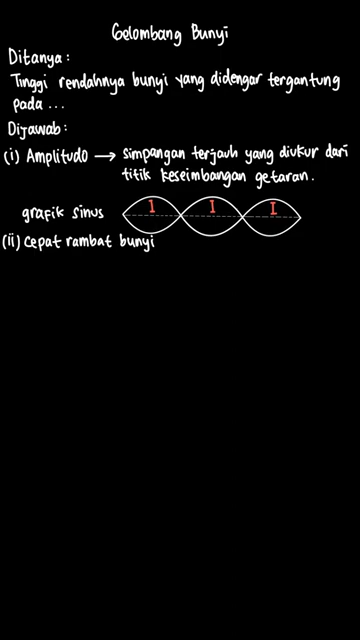 Gelombang Bunyi
Ditanya:
Tinggi rendahnya bunyi yang didengar tergantung
pada ...
Dijawab:
(i) Amplitudo → simpangan terjauh yang diukur dari
titik keseimbangan getaran.
grafik sinus I I I
(ii) Cepat rambat bunyi